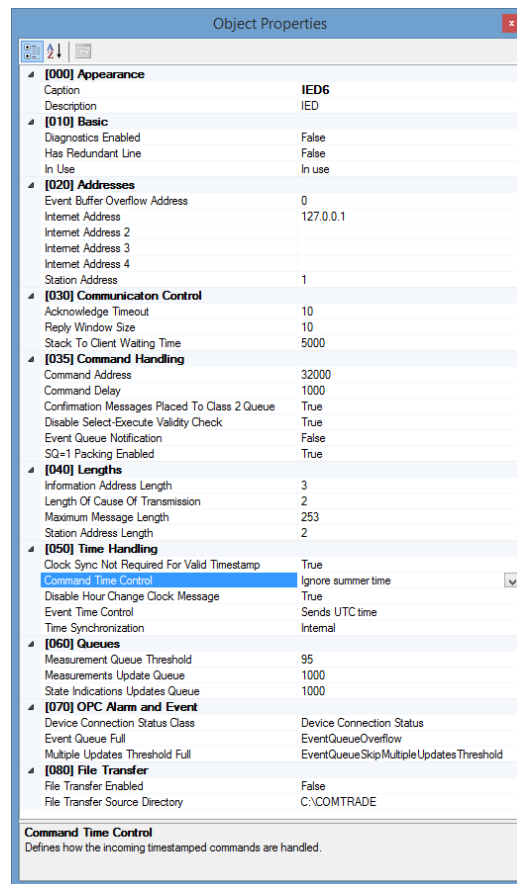 Object Properties
x
[000] Appearance
Caption IED6
Description IED
[010] Basic
Diagnostics Enabled False
Has Redundant Line False
In Use In use
[020] Addresses
Event Buffer Overflow Address 0
Internet Address 127.0.0.1
Internet Address 2
Internet Address 3
Internet Address 4
Station Address 1
[030] Communicaton Control
Acknowledge Timeout 10
Reply Window Size 10
Stack To Client Waiting Time 5000
[035] Command Handling
Command Address 32000
Command Delay 1000
Confirmation Messages Placed To Class 2 Queue True
Disable Select-Execute Validity Check True
Event Queue Notification False
SQ=1 Packing Enabled True
[040] Lengths
Information Address Length 3
Length Of Cause Of Transmission 2
Maximum Message Length 253
Station Address Length 2
[050] Time Handling
Clock Sync Not Required For Valid Timestamp True
Command Time Control Ignore summer time
Disable Hour Change Clock Message True
Event Time Control Sends UTC time
Time Synchronization Internal
[060] Queues
Measurement Queue Threshold 95
Measurements Update Queue 1000
State Indications Updates Queue 1000
[070] OPC Alarm and Event
Device Connection Status Class Device Connection Status
Event Queue Full EventQueueOverflow
Multiple Updates Threshold Full EventQueueSkipMultipleUpdatesThreshold
[080] File Transfer
File Transfer Enabled False
File Transfer Source Directory C:\COMTRADE
Command Time Control
Defines how the incoming timestamped commands are handled.